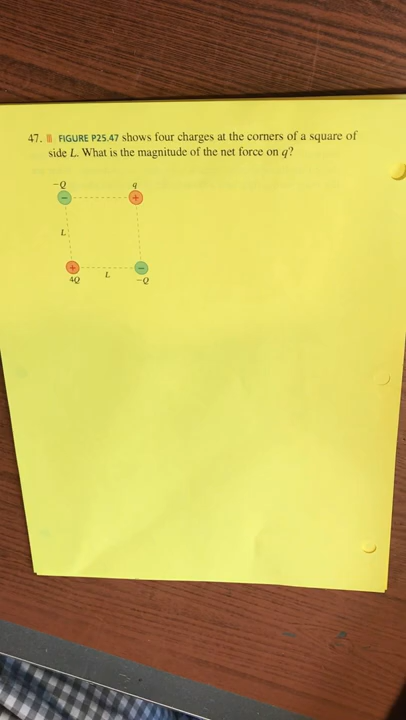 47. FIGURE P25.47 shows four charges at the corners of a square of
side L. What is the magnitude of the net force on q?
−Q q
− +
L
+ −
4Q L −Q